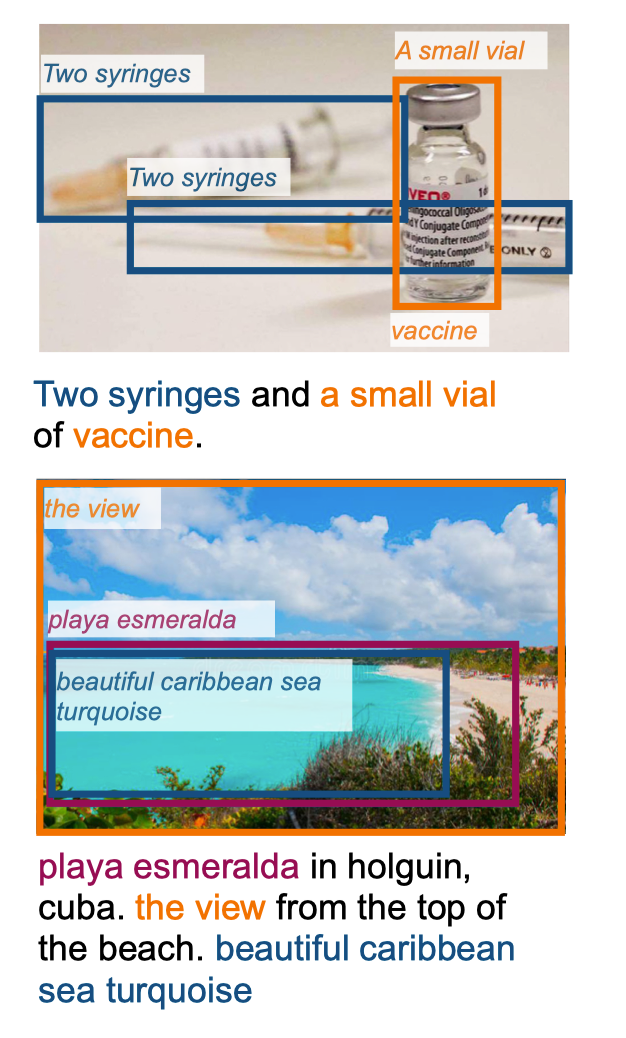 Two syringes
A small vial
Two syringes
VEO®
ingococcal Oligosac
d Y Conjugate Compone
injection after reconstit
d Conjugate Component.
further information
ONLY
vaccine
Two syringes and a small vial
of vaccine.
the view
playa esmeralda
beautiful caribbean sea
turquoise
playa esmeralda in holguin,
cuba. the view from the top of
the beach. beautiful caribbean
sea turquoise